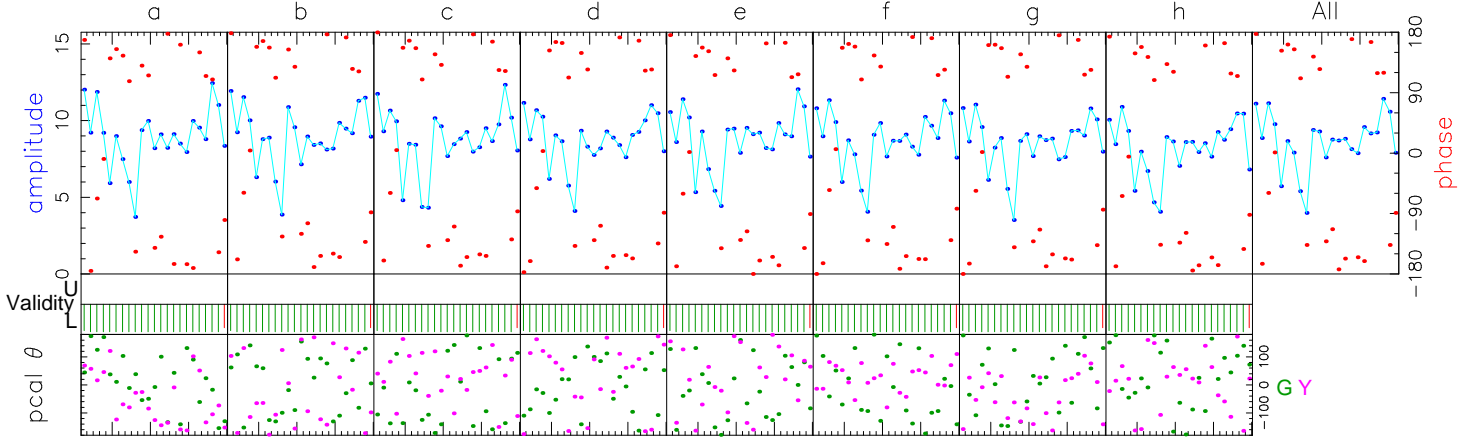 a b c d e f g h All
15 10 5 0
amplitude
180 90 0 −90 −180
phase
U
Validity
L
pcal θ
100 0 −100
G Y